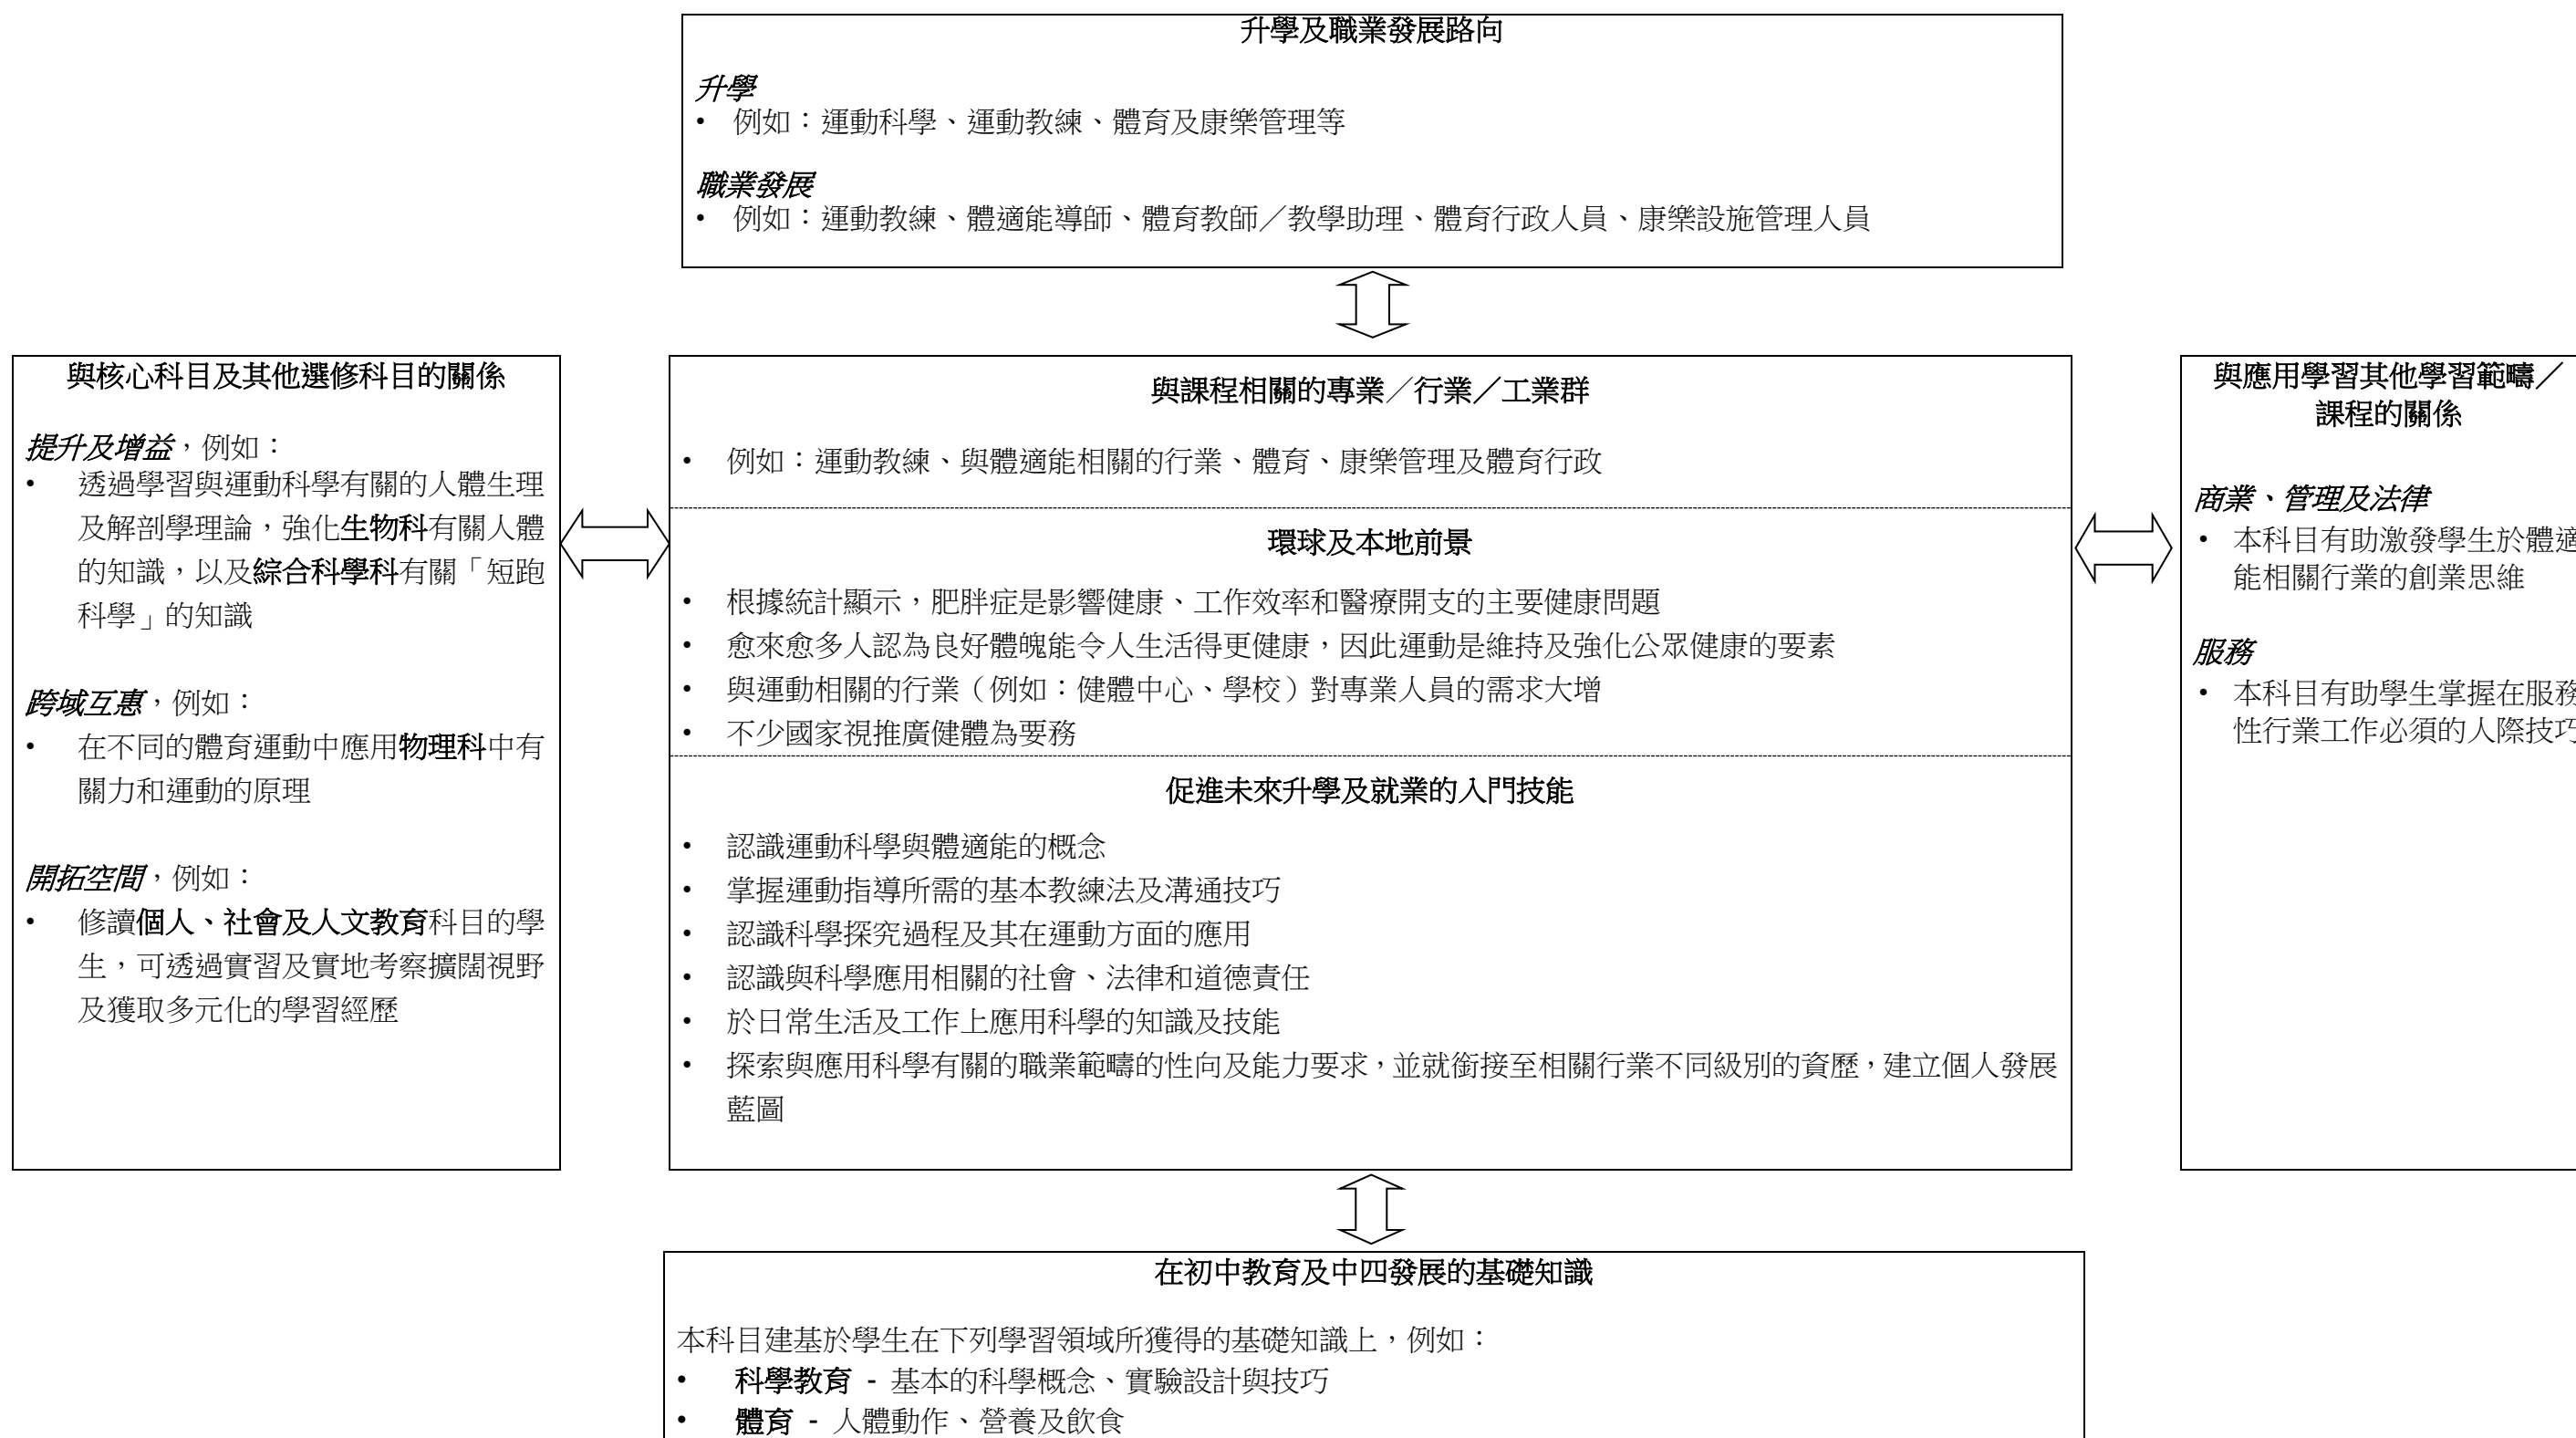 升學及職業發展路向
升學
• 例如：運動科學、運動教練、體育及康樂管理等
職業發展
• 例如：運動教練、體適能導師、體育教師／教學助理、體育行政人員、康樂設施管理人員
與核心科目及其他選修科目的關係
提升及增益，例如：
• 透過學習與運動科學有關的人體生理
及解剖學理論，強化生物科有關人體
的知識，以及綜合科學科有關「短跑
科學」的知識
跨域互惠，例如：
• 在不同的體育運動中應用物理科中有
關力和運動的原理
開拓空間，例如：
• 修讀個人、社會及人文教育科目的學
生，可透過實習及實地考察擴闊視野
及獲取多元化的學習經歷
與課程相關的專業／行業／工業群
• 例如：運動教練、與體適能相關的行業、體育、康樂管理及體育行政
環球及本地前景
• 根據統計顯示，肥胖症是影響健康、工作效率和醫療開支的主要健康問題
• 愈來愈多人認為良好體魄能令人生活得更健康，因此運動是維持及強化公眾健康的要素
• 與運動相關的行業（例如：健體中心、學校）對專業人員的需求大增
• 不少國家視推廣健體為要務
促進未來升學及就業的入門技能
• 認識運動科學與體適能的概念
• 掌握運動指導所需的基本教練法及溝通技巧
• 認識科學探究過程及其在運動方面的應用
• 認識與科學應用相關的社會、法律和道德責任
• 於日常生活及工作上應用科學的知識及技能
• 探索與應用科學有關的職業範疇的性向及能力要求，並就銜接至相關行業不同級別的資歷，建立個人發展
藍圖
與應用學習其他學習範疇／
課程的關係
商業、管理及法律
• 本科目有助激發學生於體適
能相關行業的創業思維
服務
• 本科目有助學生掌握在服務
性行業工作必須的人際技巧
在初中教育及中四發展的基礎知識
本科目建基於學生在下列學習領域所獲得的基礎知識上，例如：
• 科學教育 - 基本的科學概念、實驗設計與技巧
• 體育 - 人體動作、營養及飲食